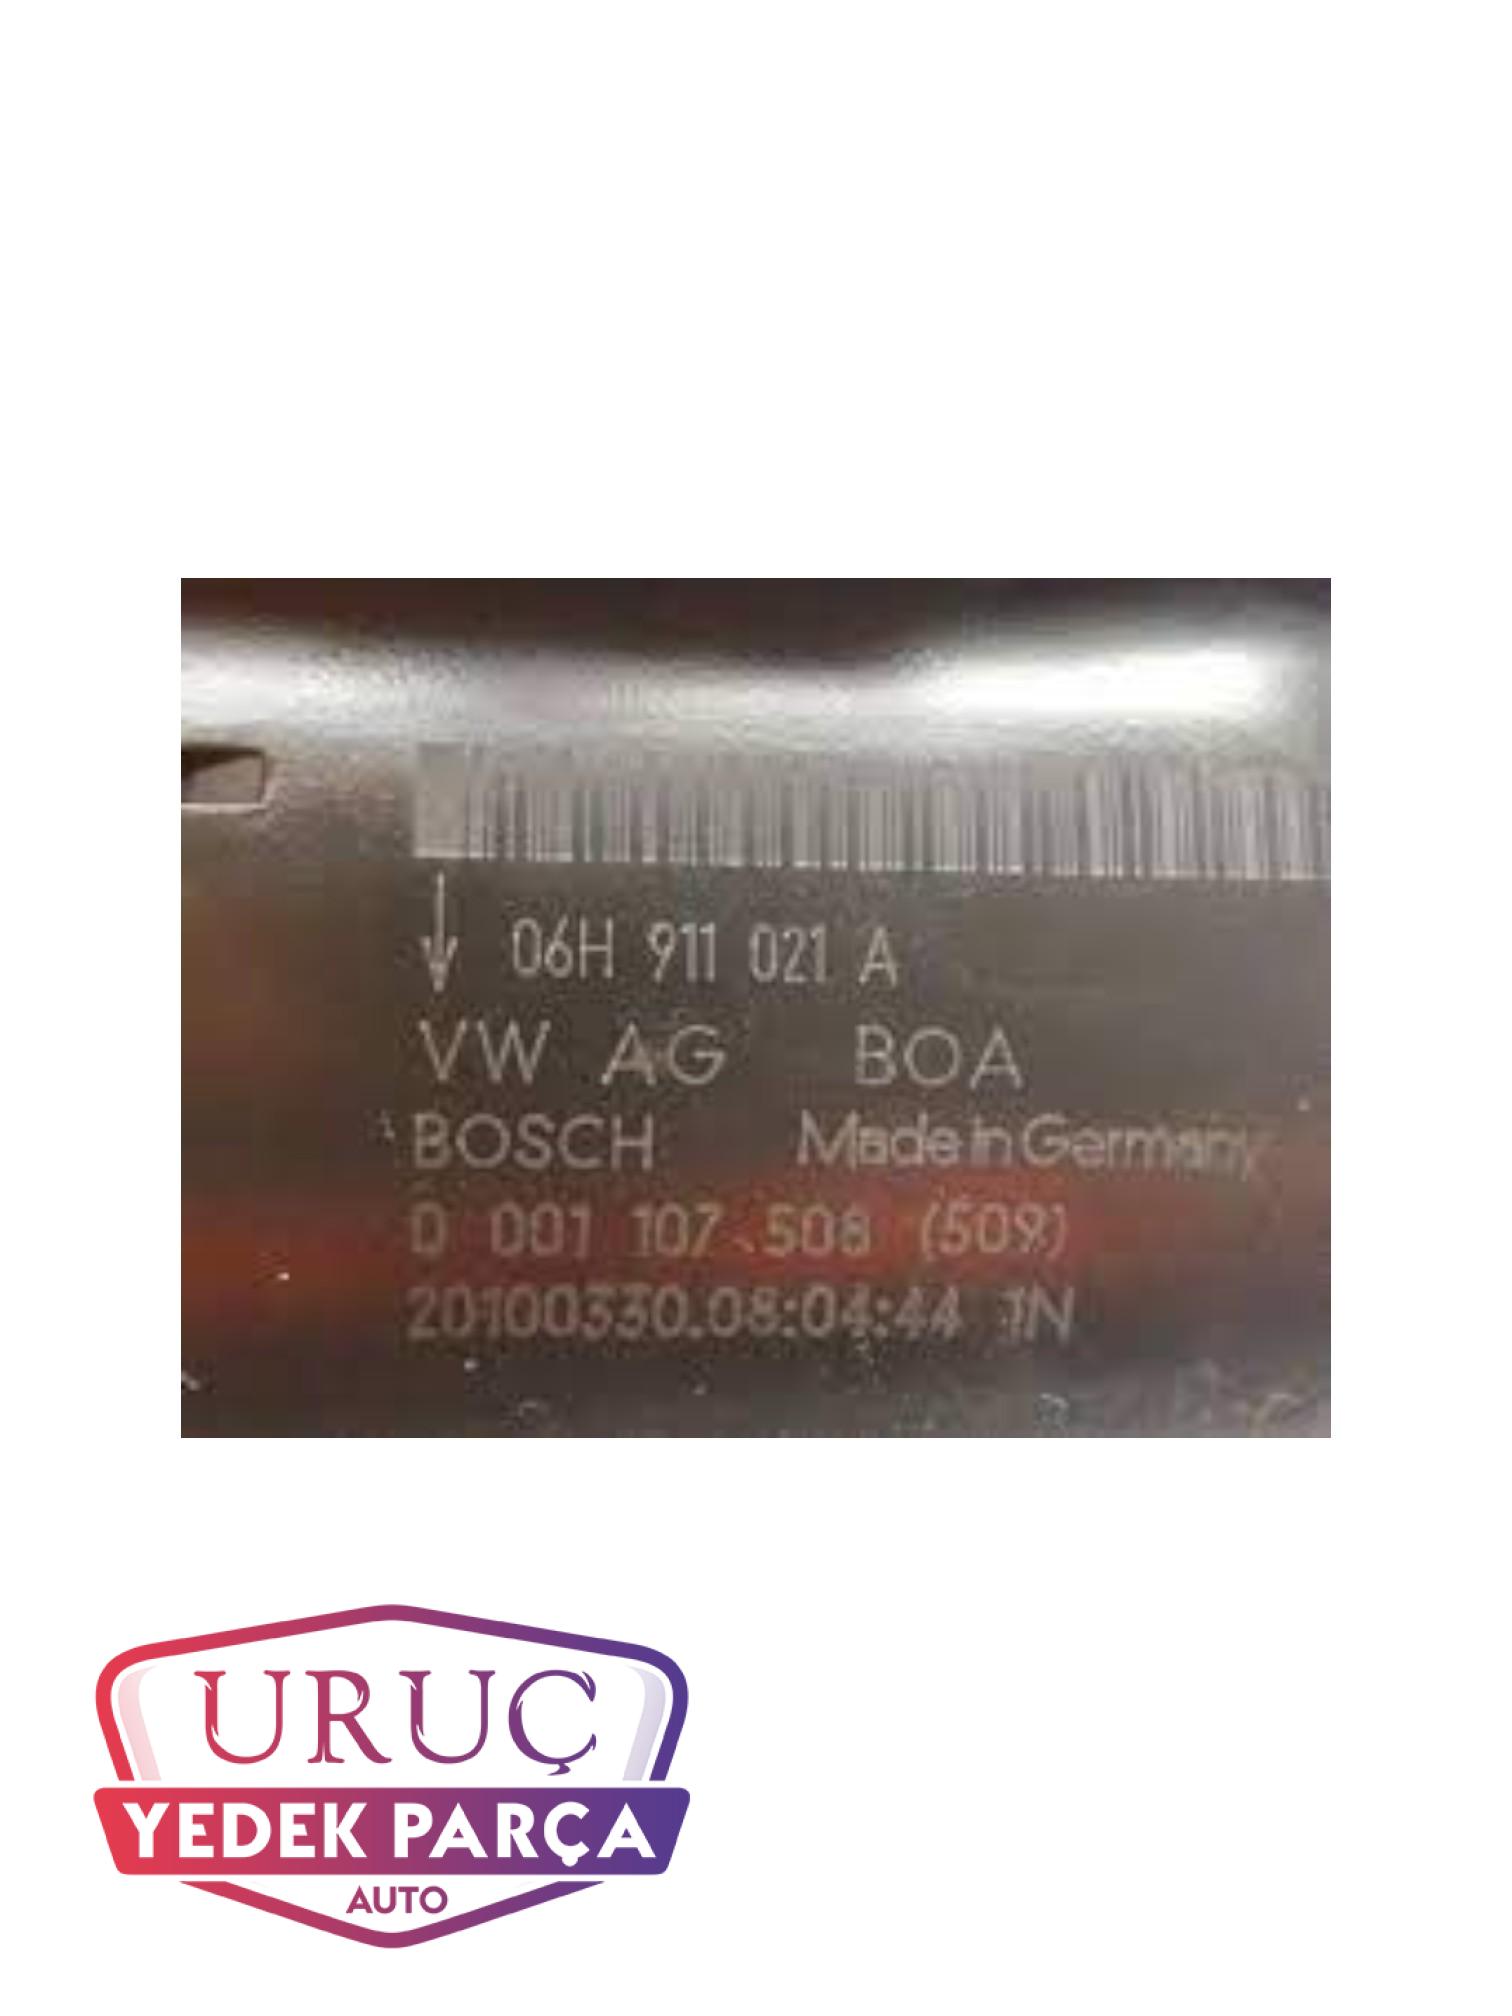 06H 911 021 A
VW AG BOA
BOSCH Made in Germany
0 001 107 508 (509)
20100330.08:04:44 1N
URUÇ
YEDEK PARÇA
AUTO